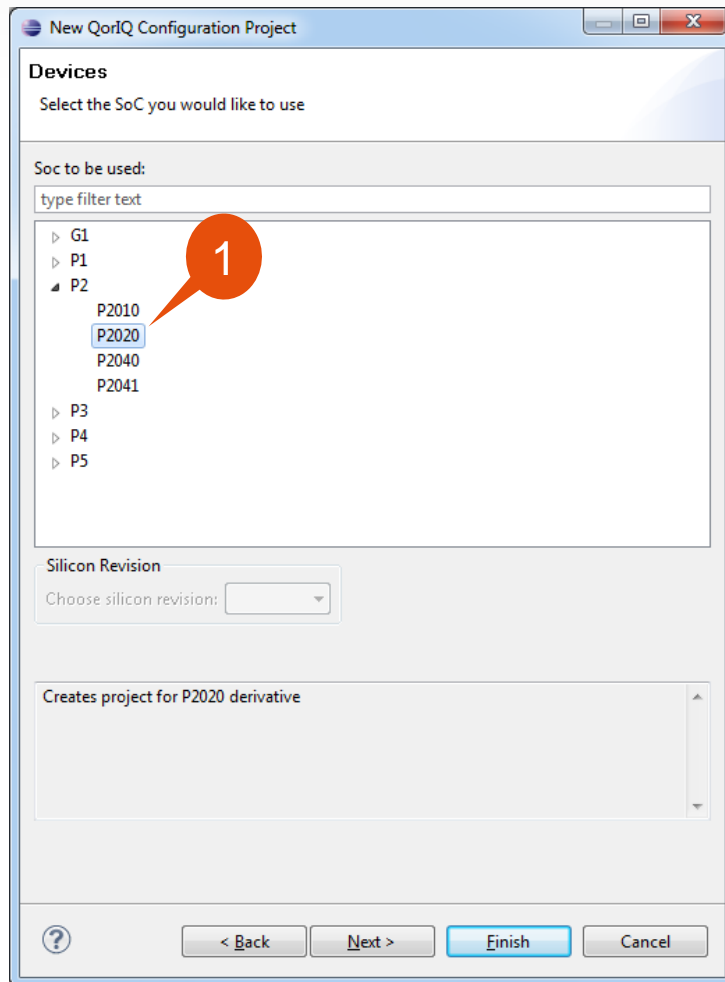 New QorIQ Configuration Project
Devices
Select the SoC you would like to use
Soc to be used:
type filter text
G1
P1
P2
P2010
P2020
P2040
P2041
P3
P4
P5
1
Silicon Revision
Choose silicon revision:
Creates project for P2020 derivative
? < Back Next > Finish Cancel